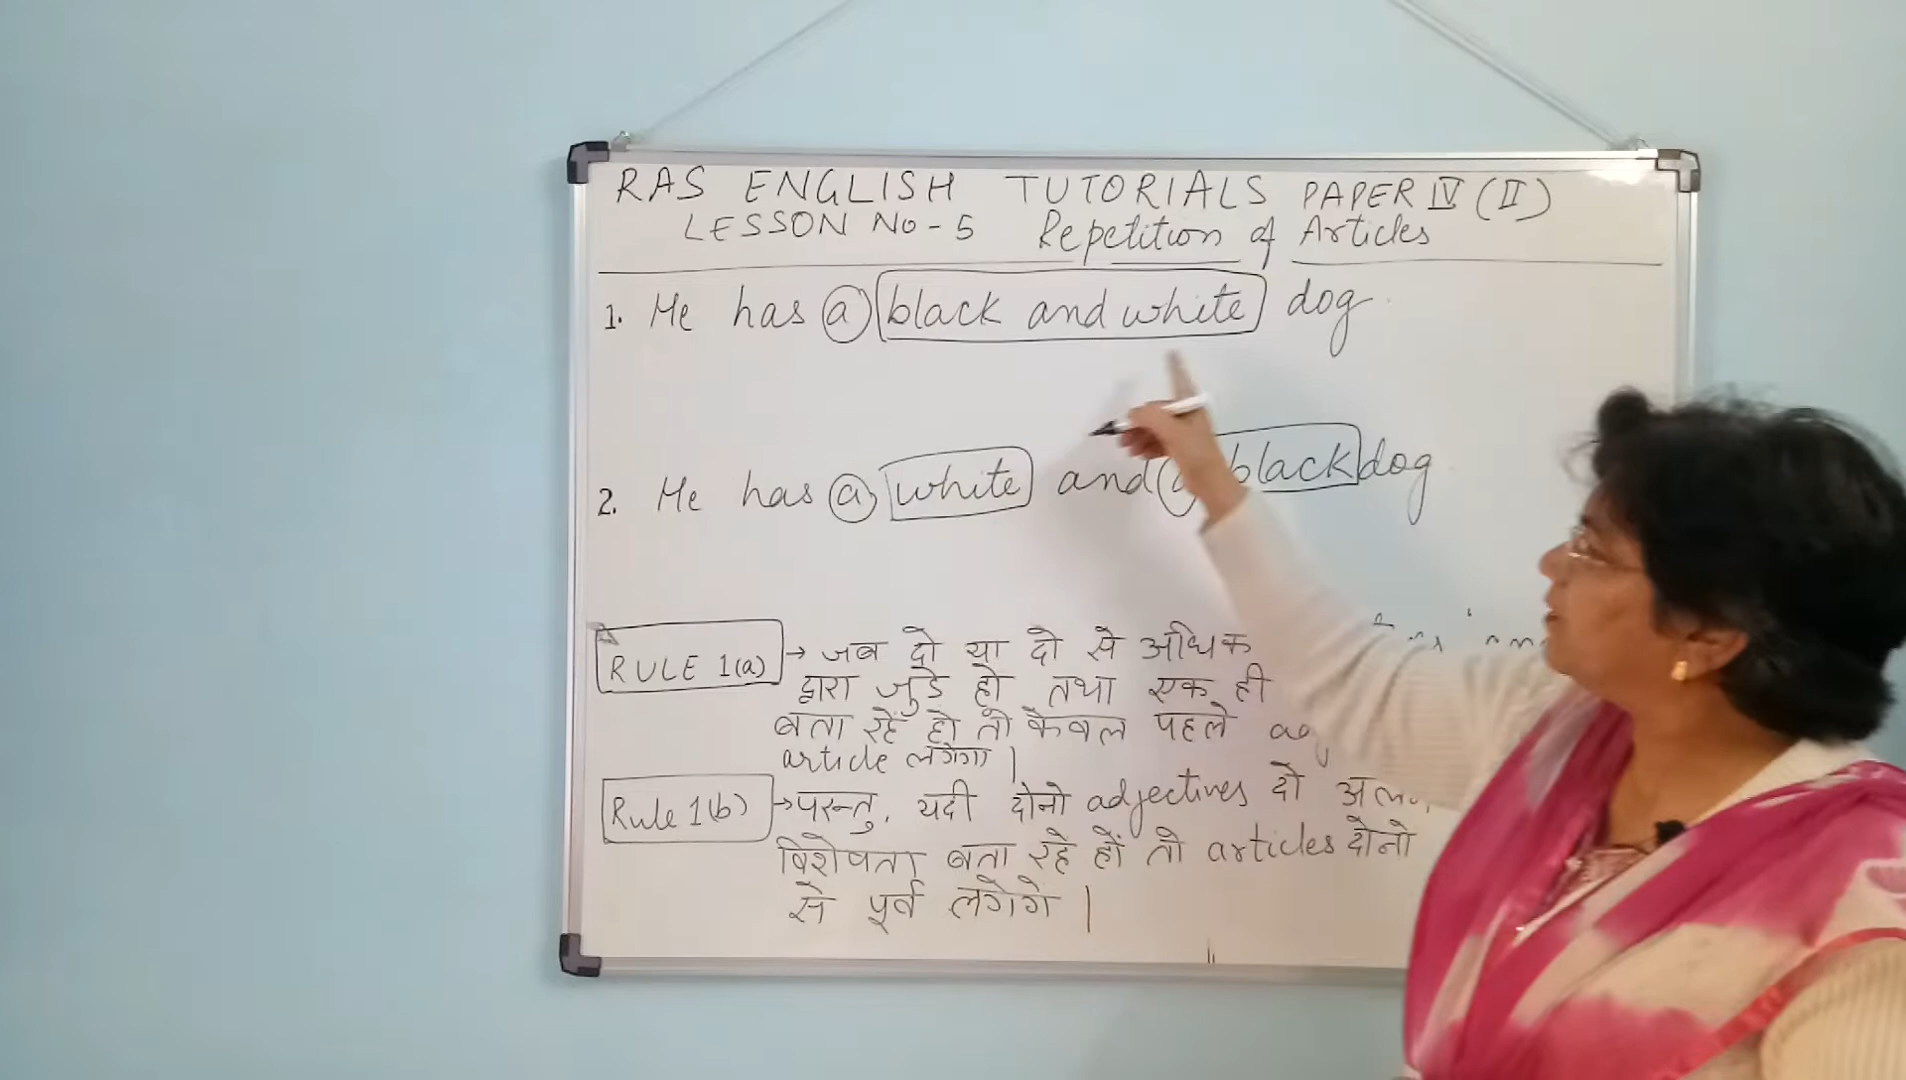 RAS ENGLISH TUTORIALS PAPER IV (II)
LESSON No - 5 Repetition of Articles
1. He has a black and white dog.
2. He has a white and black dog
RULE 1(a) → जब दो या दो से अधिक
द्वारा जुड़े हो तथा एक ही
बता रहें हो तो केवल पहले
article लगेगा।
Rule 1(b) → परन्तु, यदी दोनो adjectives दो
विशेषता बता रहे हों तो articles दोनो
से पूर्व लगेगे।